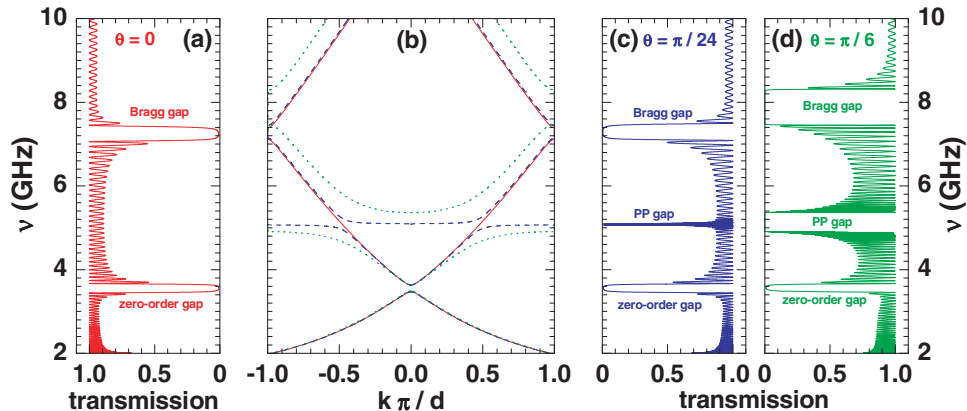 θ = 0 (a)
Bragg gap
zero-order gap
(b)
(c) θ = π / 24
Bragg gap
PP gap
zero-order gap
(d) θ = π / 6
Bragg gap
PP gap
zero-order gap
10
8
6
4
2
ν (GHz)
10
8
6
4
2
ν (GHz)
1.0 0.5 0
transmission
-1.0 -0.5 0.0 0.5 1.0
k π / d
0 0.5 1.0
transmission
0 0.5 1.0
transmission